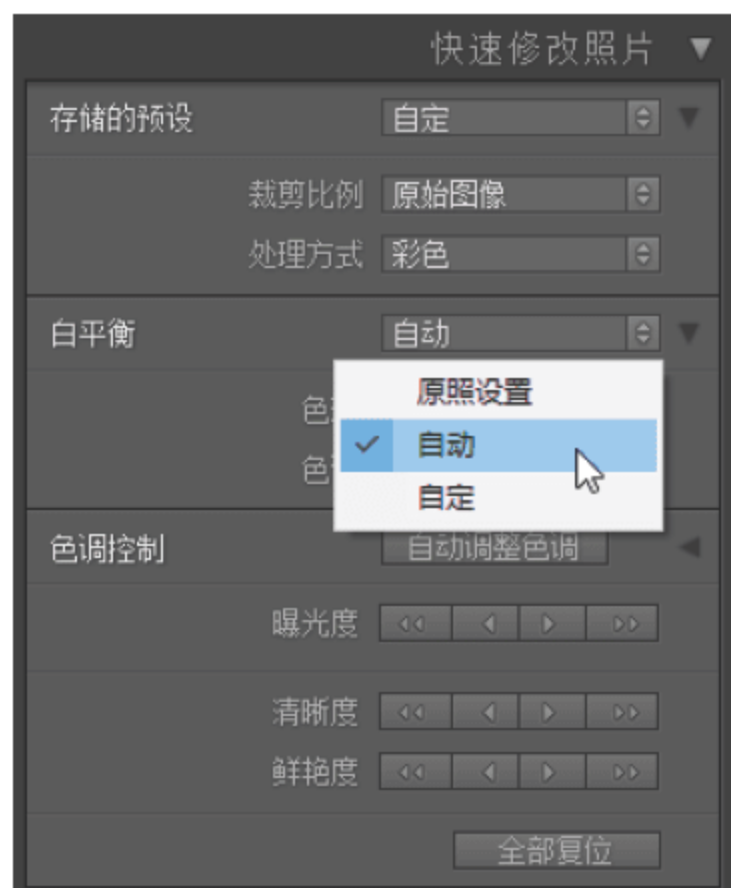 快速修改照片
存储的预设 自定
裁剪比例 原始图像
处理方式 彩色
白平衡 自动
色
原照设置
自动
色
自定
色调控制 自动调整色调
曝光度
清晰度
鲜艳度
全部复位